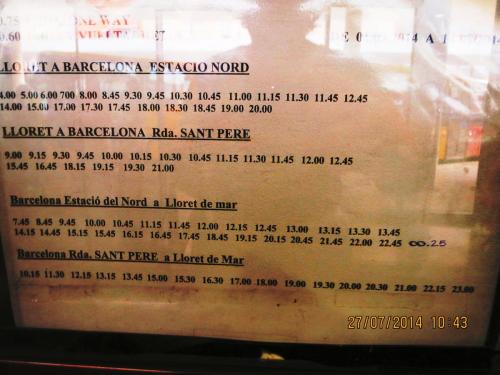 ONE WAY
LLORET A BARCELONA ESTACIO NORD
4.00 5.00 6.00 700 8.00 8.45 9.30 9.45 10.30 10.45 11.00 11.15 11.30 11.45 12.45
14.00 15.00 17.00 17.30 17.45 18.00 18.30 18.45 19.00 20.00
LLORET A BARCELONA Rda. SANT PERE
9.00 9.15 9.30 9.45 10.00 10.15 10.30 10.45 11.15 11.30 11.45 12.00 12.45
15.45 16.45 18.15 19.15 19.30 21.00
Barcelona Estació del Nord a Lloret de mar
7.45 8.45 9.45 10.00 10.45 11.15 11.45 12.00 12.15 12.45 13.00 13.15 13.30 13.45
14.15 14.45 15.15 15.45 16.15 16.45 17.45 18.45 19.15 20.15 20.45 21.45 22.00 22.45 00.25
Barcelona Rda. SANT PERE a Lloret de Mar
10.15 11.30 12.15 13.15 13.45 15.00 15.30 16.30 17.00 18.00 19.00 19.30 20.00 20.30 21.00 22.15 23.00
27/07/2014 10:43